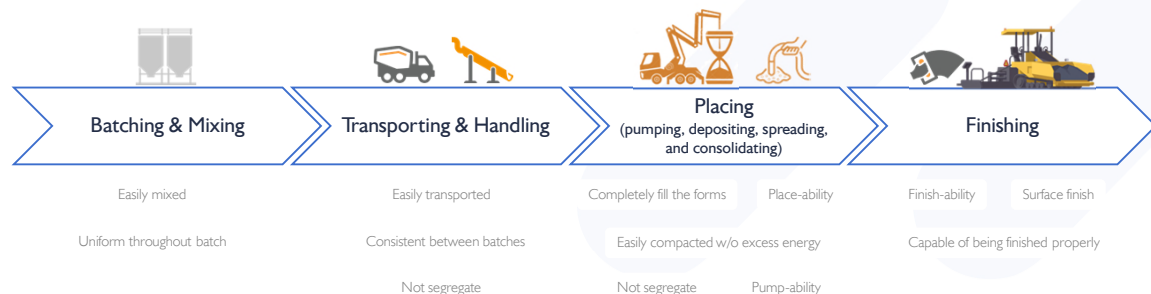 Batching & Mixing
Transporting & Handling
Placing
(pumping, depositing, spreading,
and consolidating)
Finishing
Easily mixed
Easily transported
Completely fill the forms
Place-ability
Finish-ability
Surface finish
Uniform throughout batch
Consistent between batches
Easily compacted w/o excess energy
Capable of being finished properly
Not segregate
Not segregate
Pump-ability